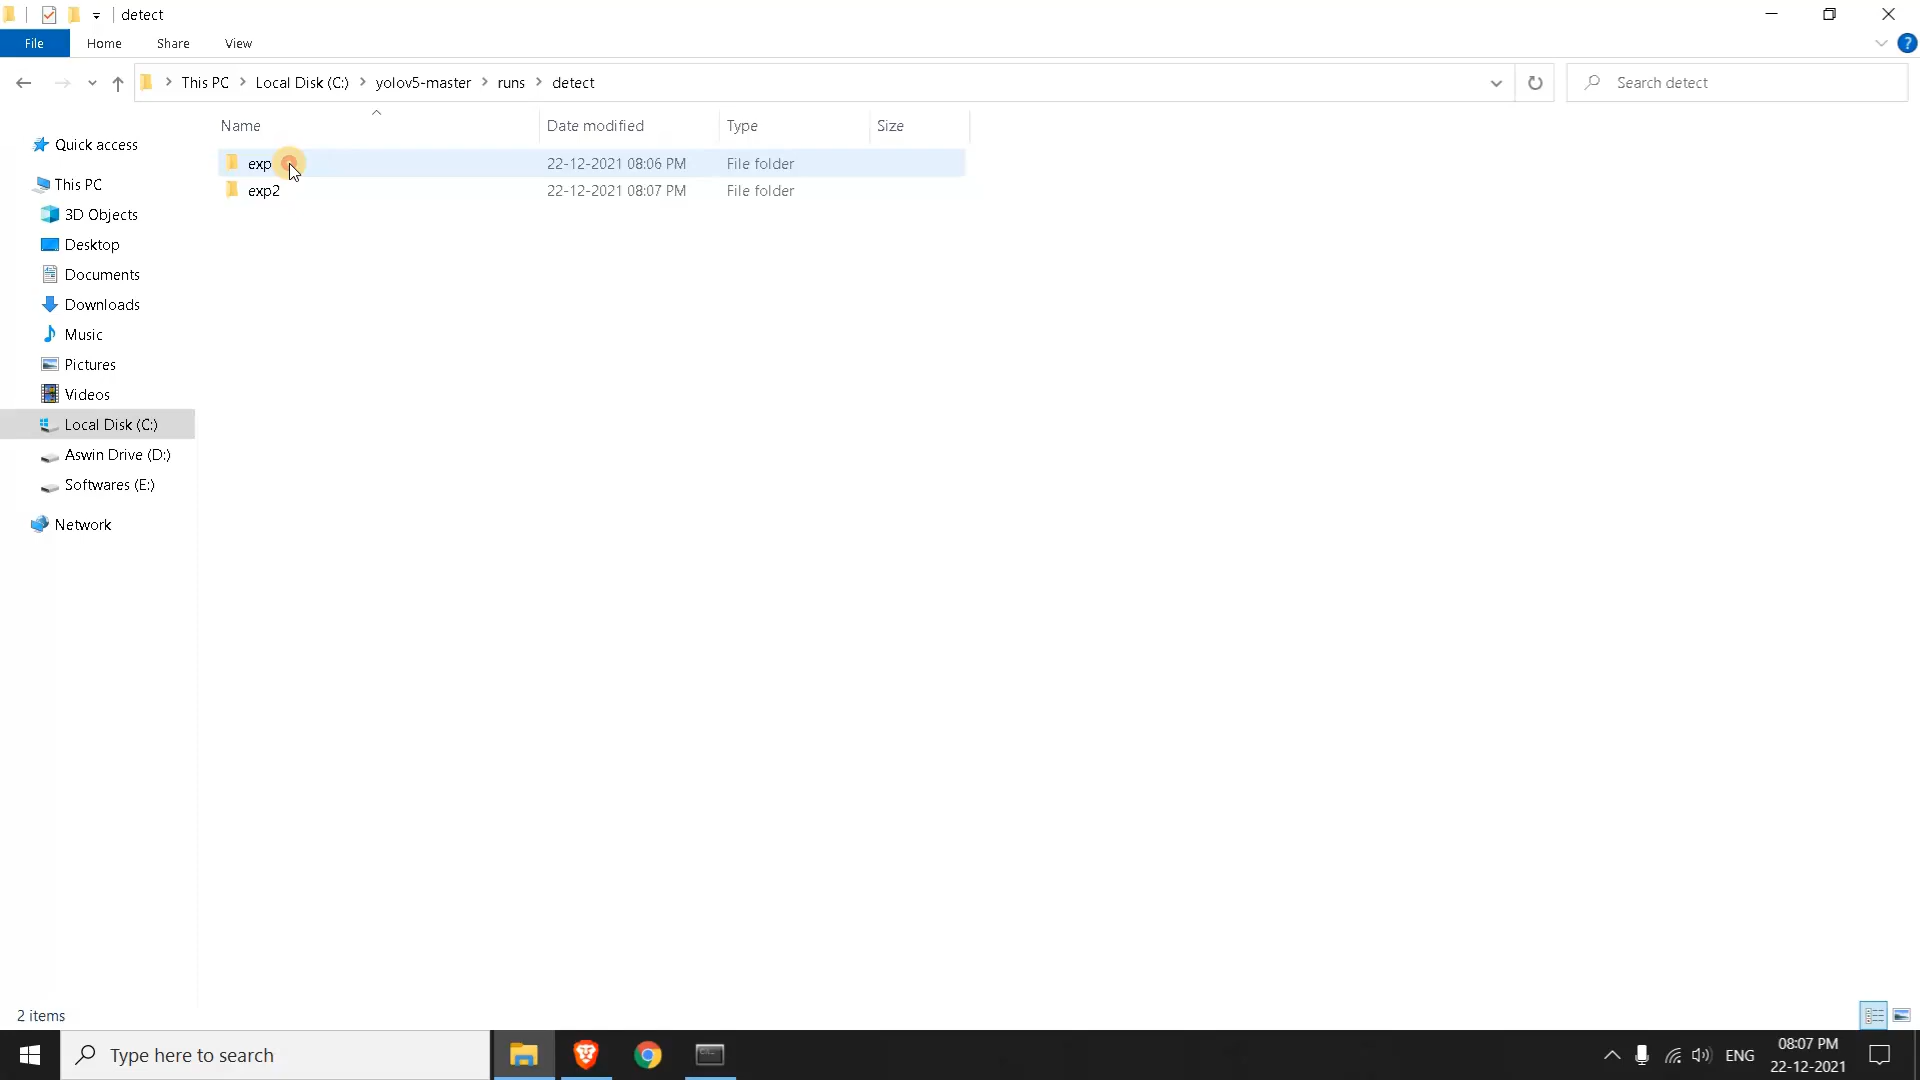 detect
File Home Share View
This PC Local Disk (C:) yolov5-master runs detect
Search detect
Name Date modified Type Size
exp 22-12-2021 08:06 PM File folder
exp2 22-12-2021 08:07 PM File folder
Quick access
This PC
3D Objects
Desktop
Documents
Downloads
Music
Pictures
Videos
Local Disk (C:)
Aswin Drive (D:)
Softwares (E:)
Network
2 items
Type here to search
ENG
08:07 PM
22-12-2021